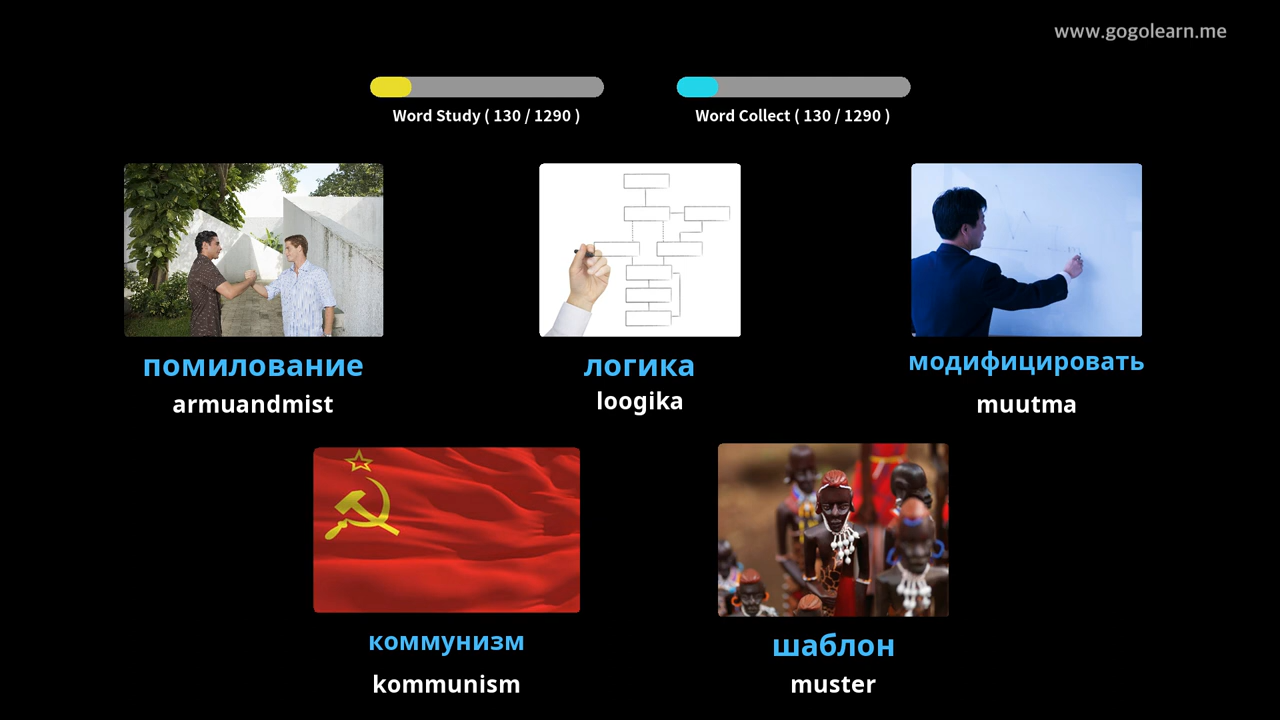 www.gogolearn.me
Word Study ( 130 / 1290 )
Word Collect ( 130 / 1290 )
помилование
armuandmist
логика
loogika
модифицировать
muutma
коммунизм
kommunism
шаблон
muster